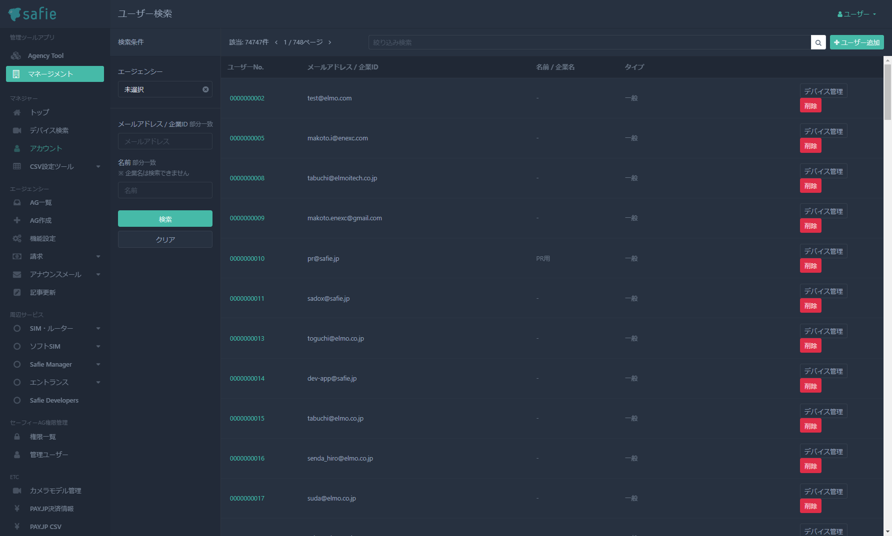 safie
ユーザー検索
ユーザー
管理ツールアプリ
Agency Tool
マネージメント
マネジャー
トップ
デバイス検索
アカウント
CSV設定ツール
エージェンシー
AG一覧
AG作成
機能設定
請求
アナウンスメール
記事更新
周辺サービス
SIM・ルーター
ソフトSIM
Safie Manager
エントランス
Safie Developers
セーフィーAG権限管理
権限一覧
管理ユーザー
ETC
カメラモデル管理
PAYJP決済情報
PAYJP CSV
検索条件
エージェンシー
未選択
メールアドレス / 企業ID 部分一致
メールアドレス
名前 部分一致
※ 企業名は検索できません
名前
検索
クリア
該当: 74747件 1 / 748ページ
絞り込み検索
ユーザー追加
ユーザーNo. メールアドレス / 企業ID 名前 / 企業名 タイプ
0000000002 test@elmo.com - 一般 デバイス管理
削除
0000000005 makoto.i@enexc.com - 一般 デバイス管理
削除
0000000008 tabuchi@elmoitech.co.jp - 一般 デバイス管理
削除
0000000009 makoto.enexc@gmail.com - 一般 デバイス管理
削除
0000000010 pr@safie.jp PR用 一般 デバイス管理
削除
0000000011 sadox@safie.jp - 一般 デバイス管理
削除
0000000013 toguchi@elmo.co.jp - 一般 デバイス管理
削除
0000000014 dev-app@safie.jp - 一般 デバイス管理
削除
0000000015 tabuchi@elmo.co.jp - 一般 デバイス管理
削除
0000000016 senda_hiro@elmo.co.jp - 一般 デバイス管理
削除
0000000017 suda@elmo.co.jp - 一般 デバイス管理
削除
デバイス管理